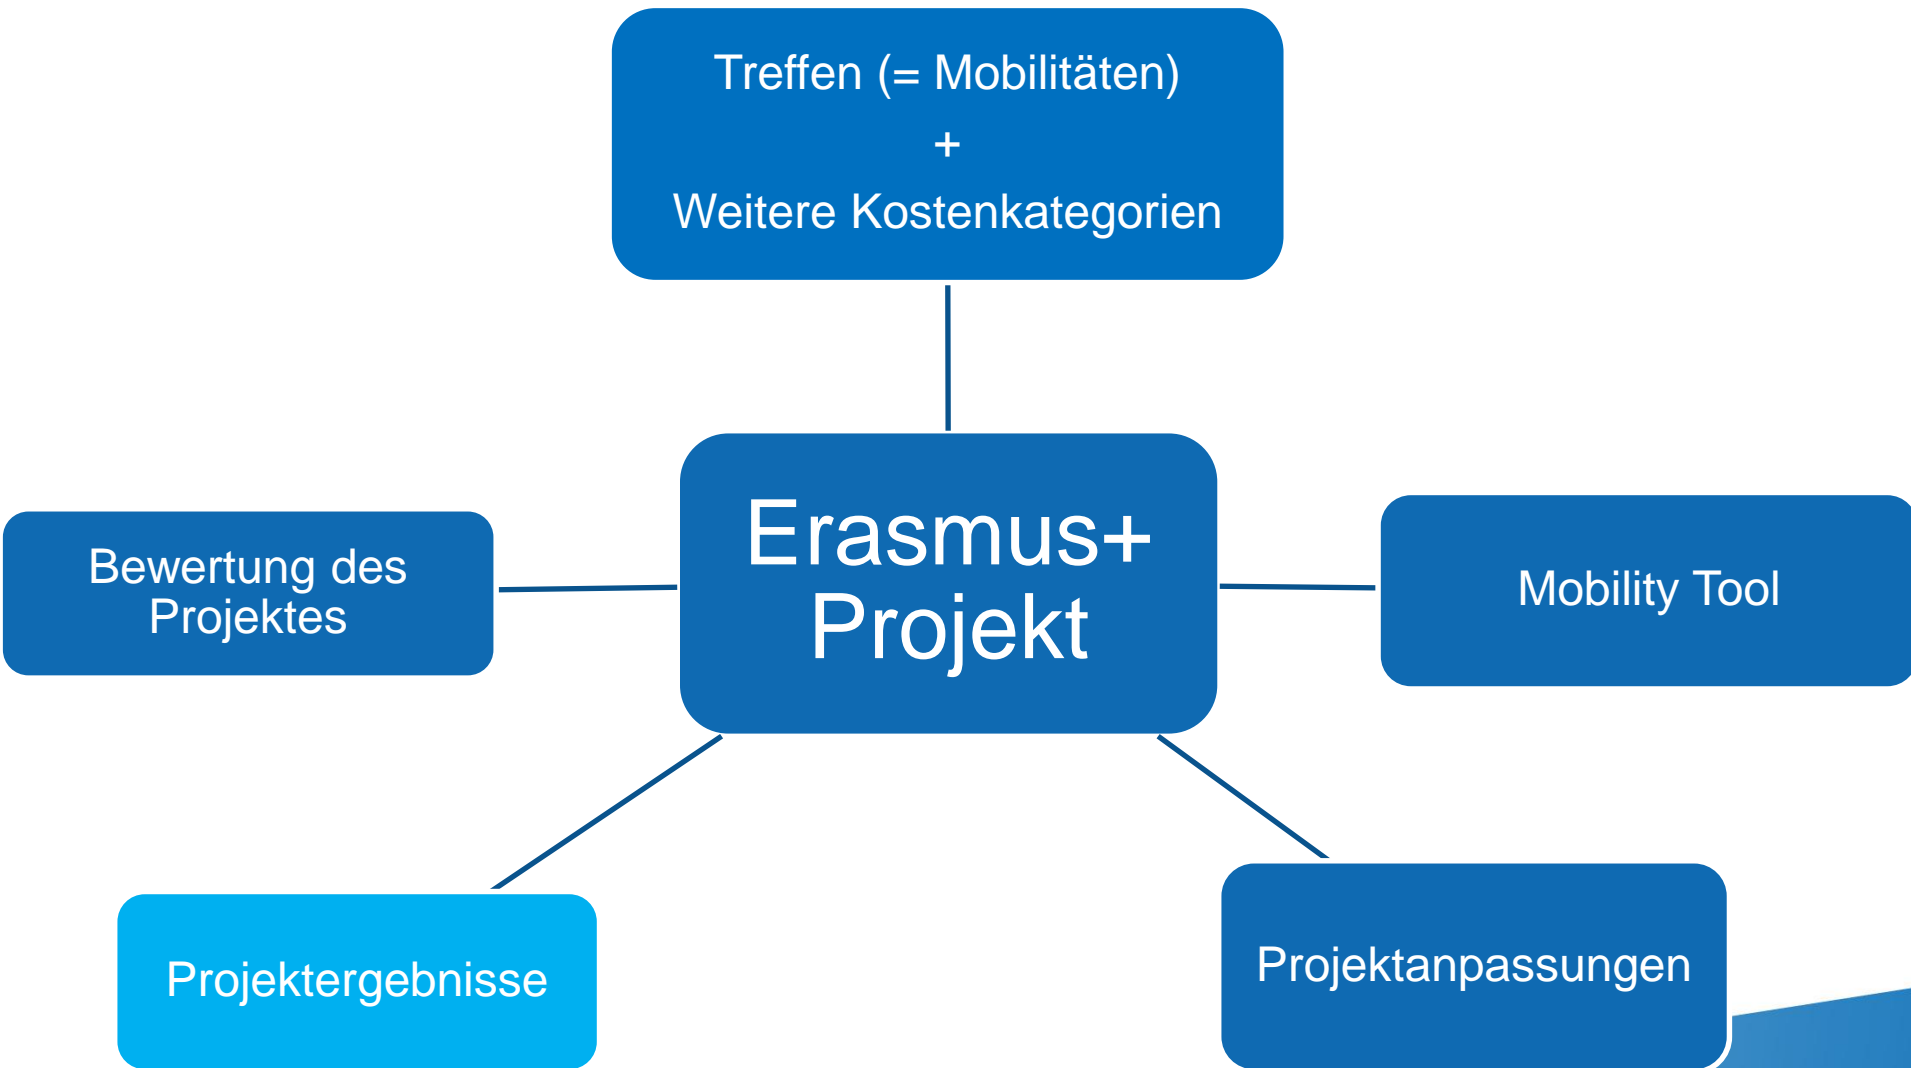 Treffen (= Mobilitäten)
+
Weitere Kostenkategorien
Erasmus+
Projekt
Bewertung des
Projektes
Mobility Tool
Projektergebnisse
Projektanpassungen